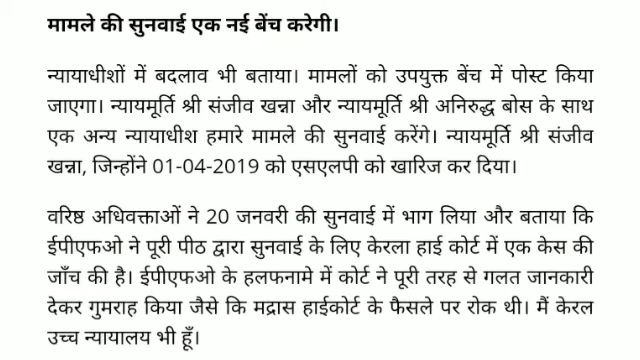 मामले की सुनवाई एक नई बेंच करेगी।
न्यायाधीशों में बदलाव भी बताया। मामलों को उपयुक्त बेंच में पोस्ट किया
जाएगा। न्यायमूर्ति श्री संजीव खन्ना और न्यायमूर्ति श्री अनिरुद्ध बोस के साथ
एक अन्य न्यायाधीश हमारे मामले की सुनवाई करेंगे। न्यायमूर्ति श्री संजीव
खन्ना, जिन्होंने 01-04-2019 को एसएलपी को खारिज कर दिया।
वरिष्ठ अधिवक्ताओं ने 20 जनवरी की सुनवाई में भाग लिया और बताया कि
ईपीएफओ ने पूरी पीठ द्वारा सुनवाई के लिए केरला हाई कोर्ट में एक केस की
जाँच की है। ईपीएफओ के हलफनामे में कोर्ट ने पूरी तरह से गलत जानकारी
देकर गुमराह किया जैसे कि मद्रास हाईकोर्ट के फैसले पर रोक थी। मैं केरल
उच्च न्यायालय भी हूँ।